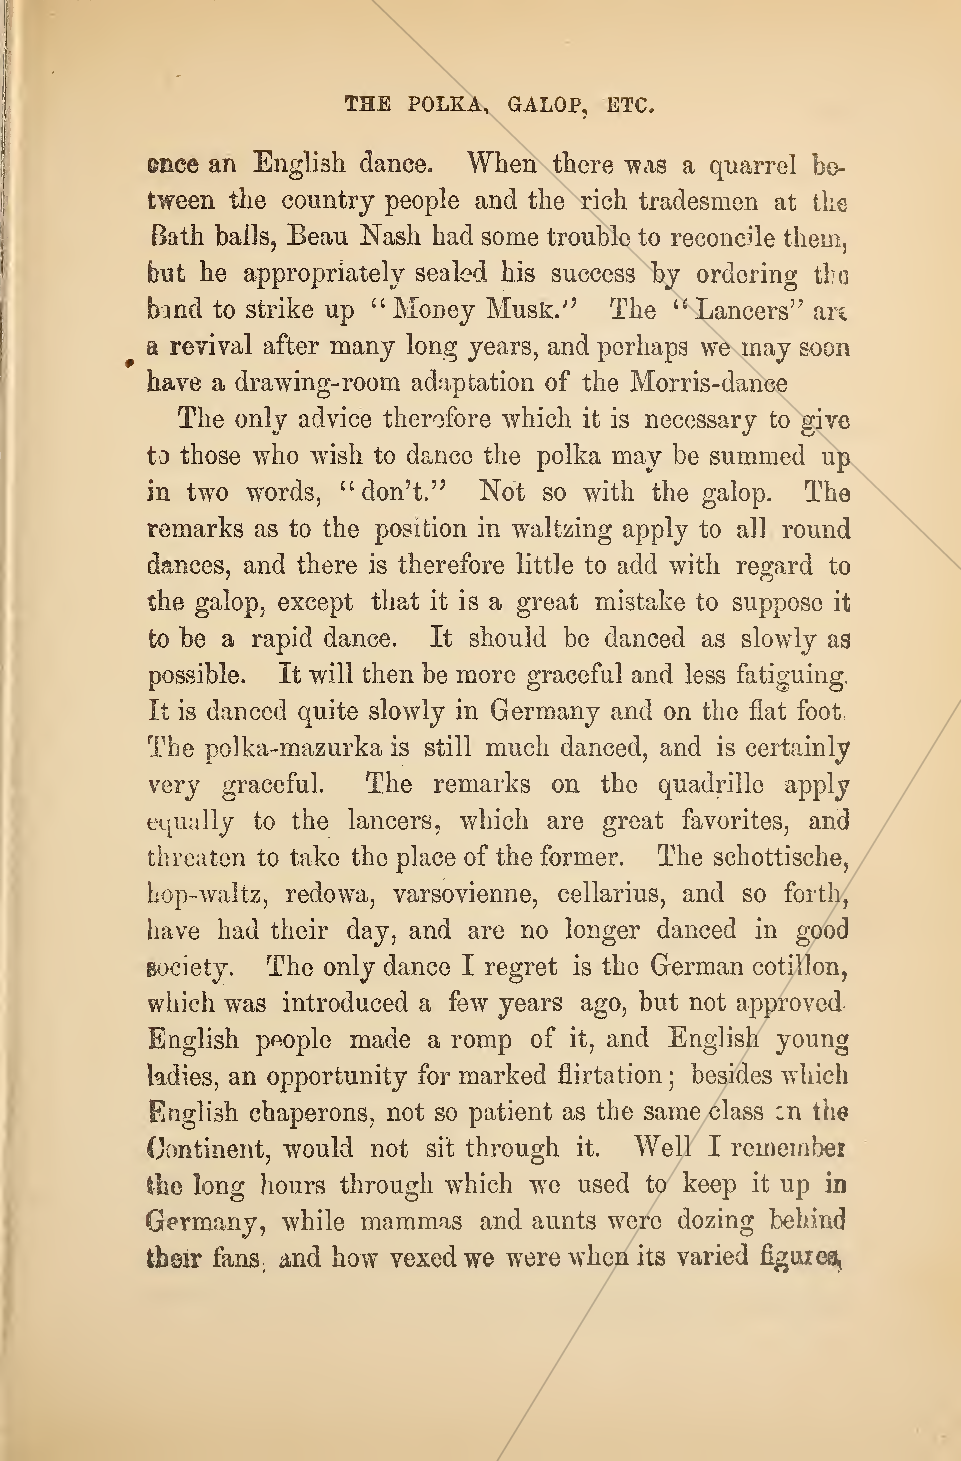 THE POLKA, GALOP, ETC.
once an English dance. When there was a quarrel be-
tween the country people and the rich tradesmen at the
Bath balls, Beau Nash had some trouble to reconcile them,
but he appropriately sealed his success by ordering the
band to strike up “Money Musk.” The “Lancers” are
a revival after many long years, and perhaps we may soon
have a drawing-room adaptation of the Morris-dance
The only advice therefore which it is necessary to give
to those who wish to dance the polka may be summed up
in two words, “don’t.” Not so with the galop. The
remarks as to the position in waltzing apply to all round
dances, and there is therefore little to add with regard to
the galop, except that it is a great mistake to suppose it
to be a rapid dance. It should be danced as slowly as
possible. It will then be more graceful and less fatiguing.
It is danced quite slowly in Germany and on the flat foot.
The polka-mazurka is still much danced, and is certainly
very graceful. The remarks on the quadrille apply
equally to the lancers, which are great favorites, and
threaten to take the place of the former. The schottische,
hop-waltz, redowa, varsovienne, cellarius, and so forth,
have had their day, and are no longer danced in good
society. The only dance I regret is the German cotillon,
which was introduced a few years ago, but not approved.
English people made a romp of it, and English young
ladies, an opportunity for marked flirtation; besides which
English chaperons, not so patient as the same class on the
Continent, would not sit through it. Well I remember
the long hours through which we used to keep it up in
Germany, while mammas and aunts were dozing behind
their fans, and how vexed we were when its varied figures,